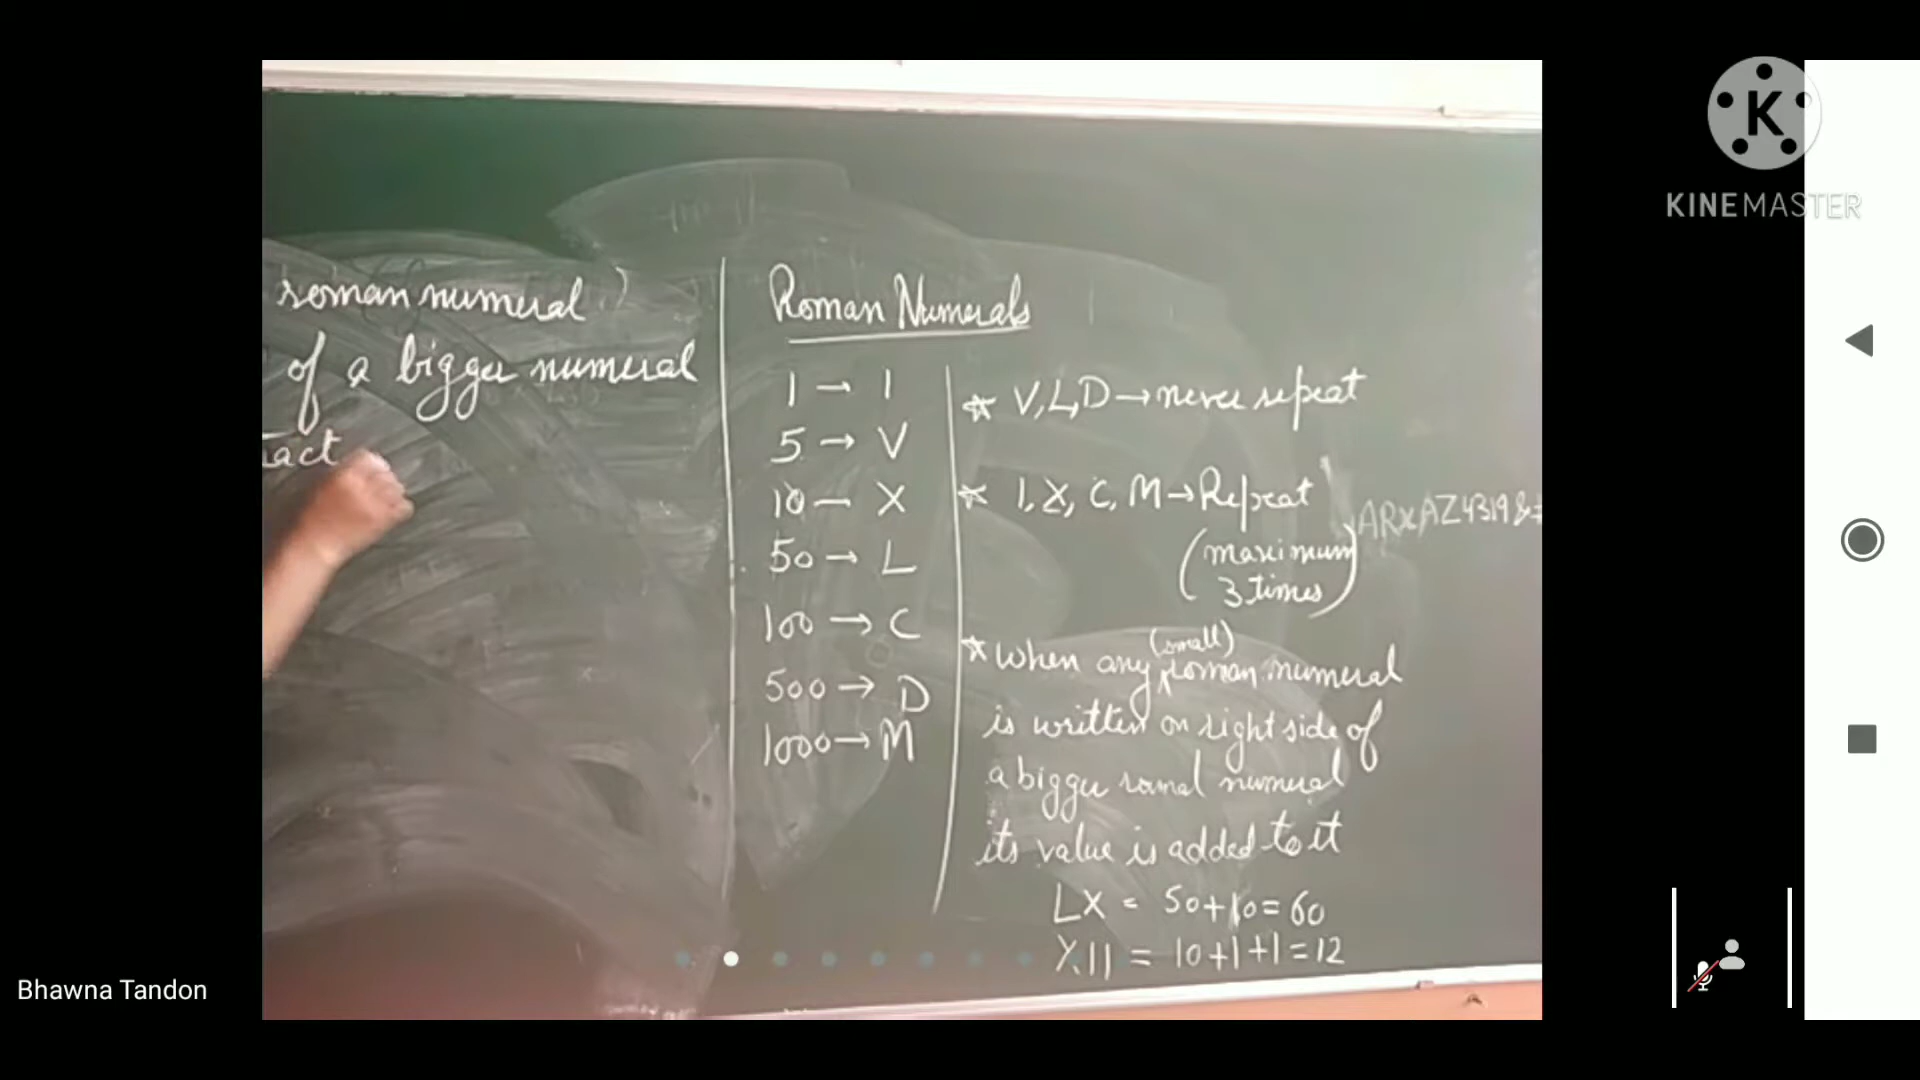 roman numeral
of a bigger numeral
act
Roman Numerals
1 → I
5 → V
10 — X
50 → L
100 → C
500 → D
1000 → M
* V, L, D → never repeat
* I, X, C, M → Repeat
(maximum
3 times)
ARXAZ4319&
(small)
* When any ^ roman numeral
is written on right side of
a bigger romal numeral
its value is added to it
LX = 50+10=60
XII = 10+1+1=12
K
KINEMASTER
Bhawna Tandon